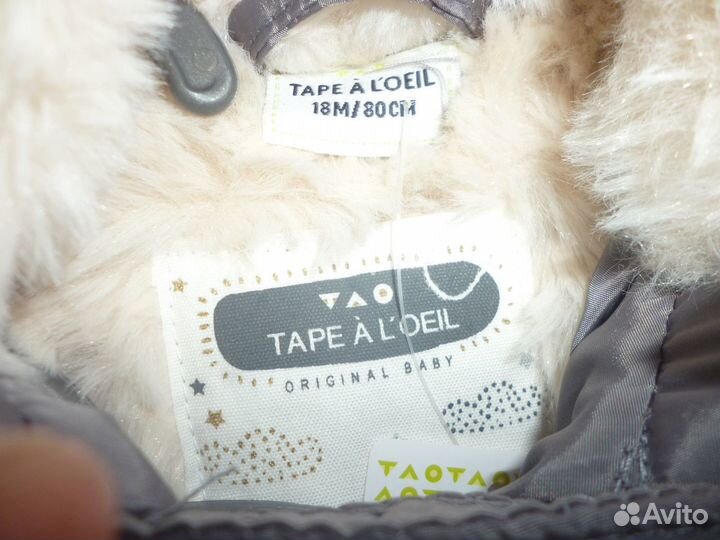 TAPE À L'OEIL
18M/80CM
TAO
TAPE À L'OEIL
ORIGINAL BABY
TAOTAO
Avito